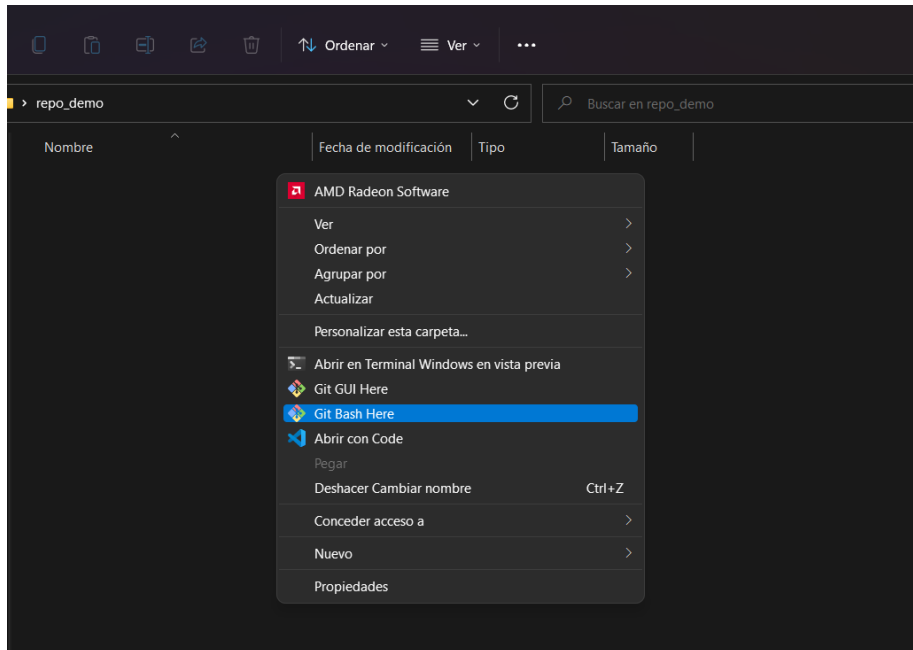 Ordenar Ver
repo_demo Buscar en repo_demo
Nombre Fecha de modificación Tipo Tamaño
AMD Radeon Software
Ver
Ordenar por
Agrupar por
Actualizar
Personalizar esta carpeta...
Abrir en Terminal Windows en vista previa
Git GUI Here
Git Bash Here
Abrir con Code
Pegar
Deshacer Cambiar nombre Ctrl+Z
Conceder acceso a
Nuevo
Propiedades